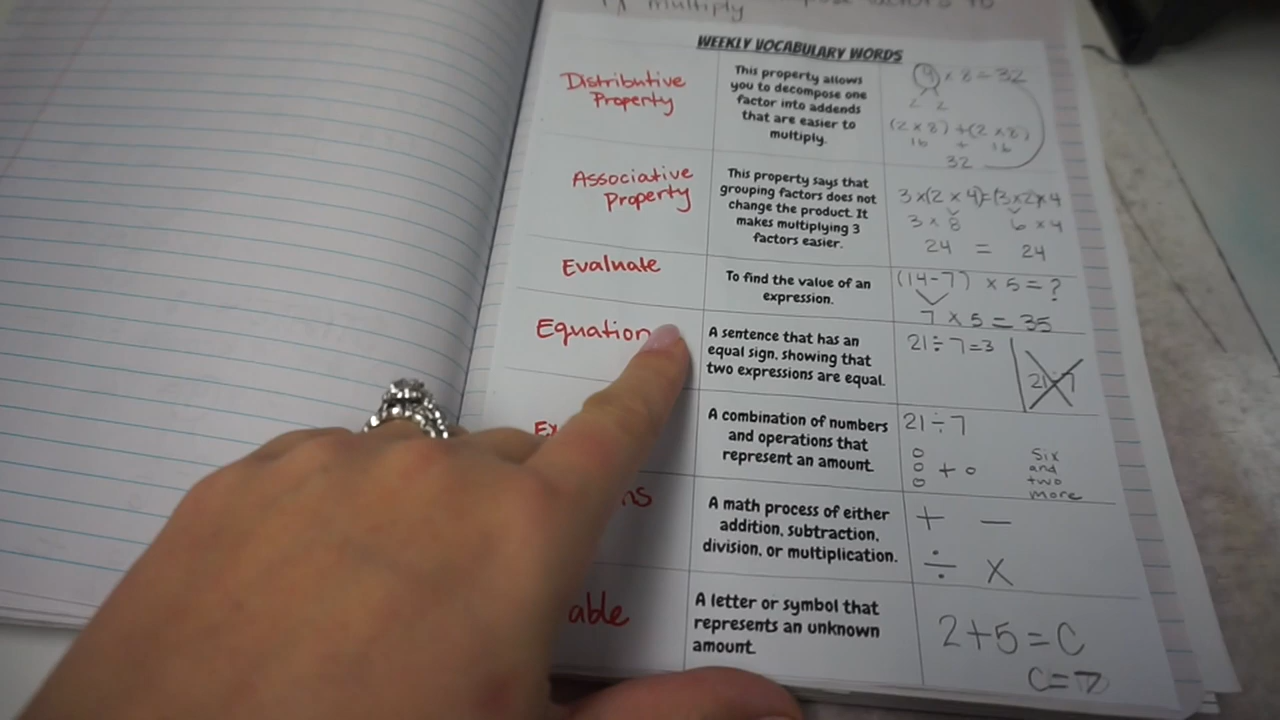 multiply
WEEKLY VOCABULARY WORDS
Distributive
Property
This property allows
you to decompose one
factor into addends
that are easier to
multiply.
4 x 8 = 32
2 2
(2 x 8) + (2 x 8)
16 + 16
32
Associative
Property
This property says that
grouping factors does not
change the product. It
makes multiplying 3
factors easier.
3 x (2 x 4) = (3 x 2) x 4
3 x 8 6 x 4
24 = 24
Evaluate
To find the value of an
expression.
(14-7) x 5 = ?
7 x 5 = 35
Equation
A sentence that has an
equal sign, showing that
two expressions are equal.
21 ÷ 7 = 3
21 ÷ 7
Ex
A combination of numbers
and operations that
represent an amount.
21 ÷ 7
+
six
and
two
more
ns
A math process of either
addition, subtraction,
division, or multiplication.
+ −
÷ x
able
A letter or symbol that
represents an unknown
amount.
2 + 5 = C
C = 7